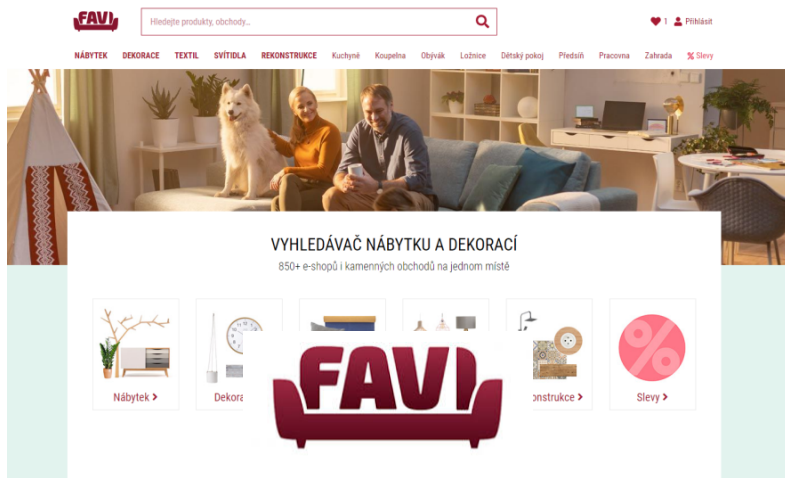 FAVI
Hledejte produkty, obchody...
1 Přihlásit
NÁBYTEK DEKORACE TEXTIL SVÍTIDLA REKONSTRUKCE Kuchyně Koupelna Obývák Ložnice Dětský pokoj Předsíň Pracovna Zahrada % Slevy
VYHLEDÁVAČ NÁBYTKU A DEKORACÍ
850+ e-shopů i kamenných obchodů na jednom místě
%
Nábytek Dekora onstrukce Slevy
FAVI